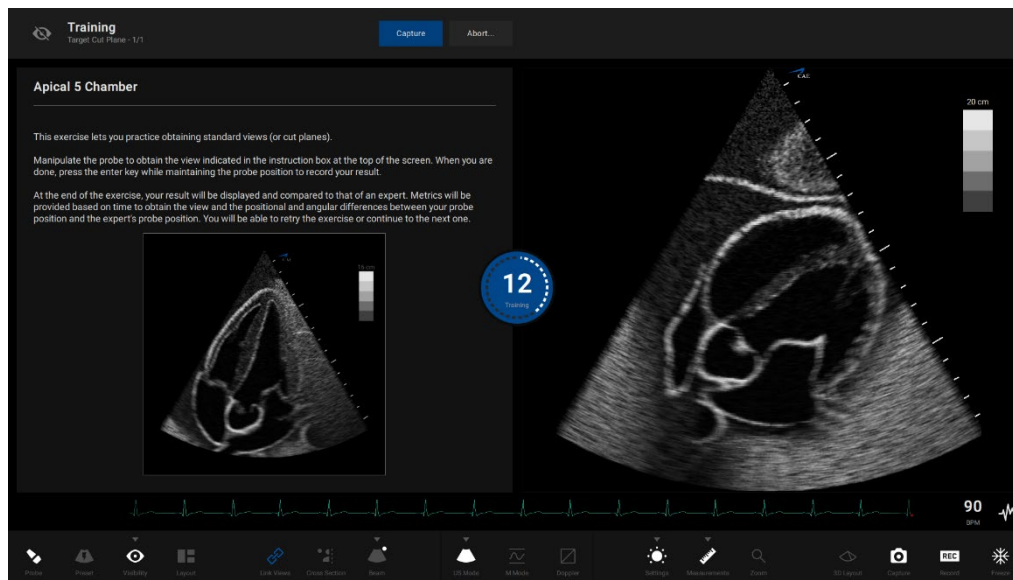 Training
Target Cut Plane - 1/1
Capture
Abort...
Apical 5 Chamber
This exercise lets you practice obtaining standard views (or cut planes).
Manipulate the probe to obtain the view indicated in the instruction box at the top of the screen. When you are
done, press the enter key while maintaining the probe position to record your result.
At the end of the exercise, your result will be displayed and compared to that of an expert. Metrics will be
provided based on time to obtain the view and the positional and angular differences between your probe
position and the expert's probe position. You will be able to retry the exercise or continue to the next one.
CAE
20 cm
12
Training
90
BPM
Probe
Preset
Visibility
Layout
Link Views
Cross Section
Beam
US Mode
M Mode
Doppler
Settings
Measurements
Zoom
3D Layout
Capture
REC
Record
Freeze